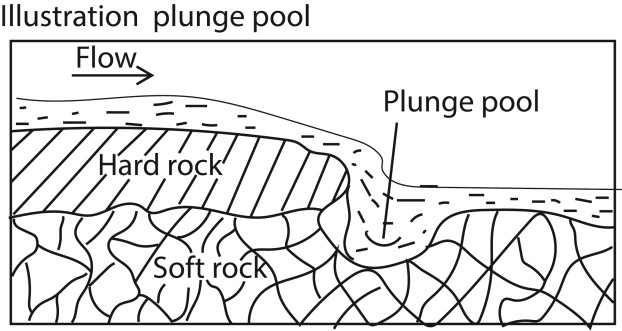 Illustration plunge pool
Flow
Plunge pool
Hard rock
Soft rock